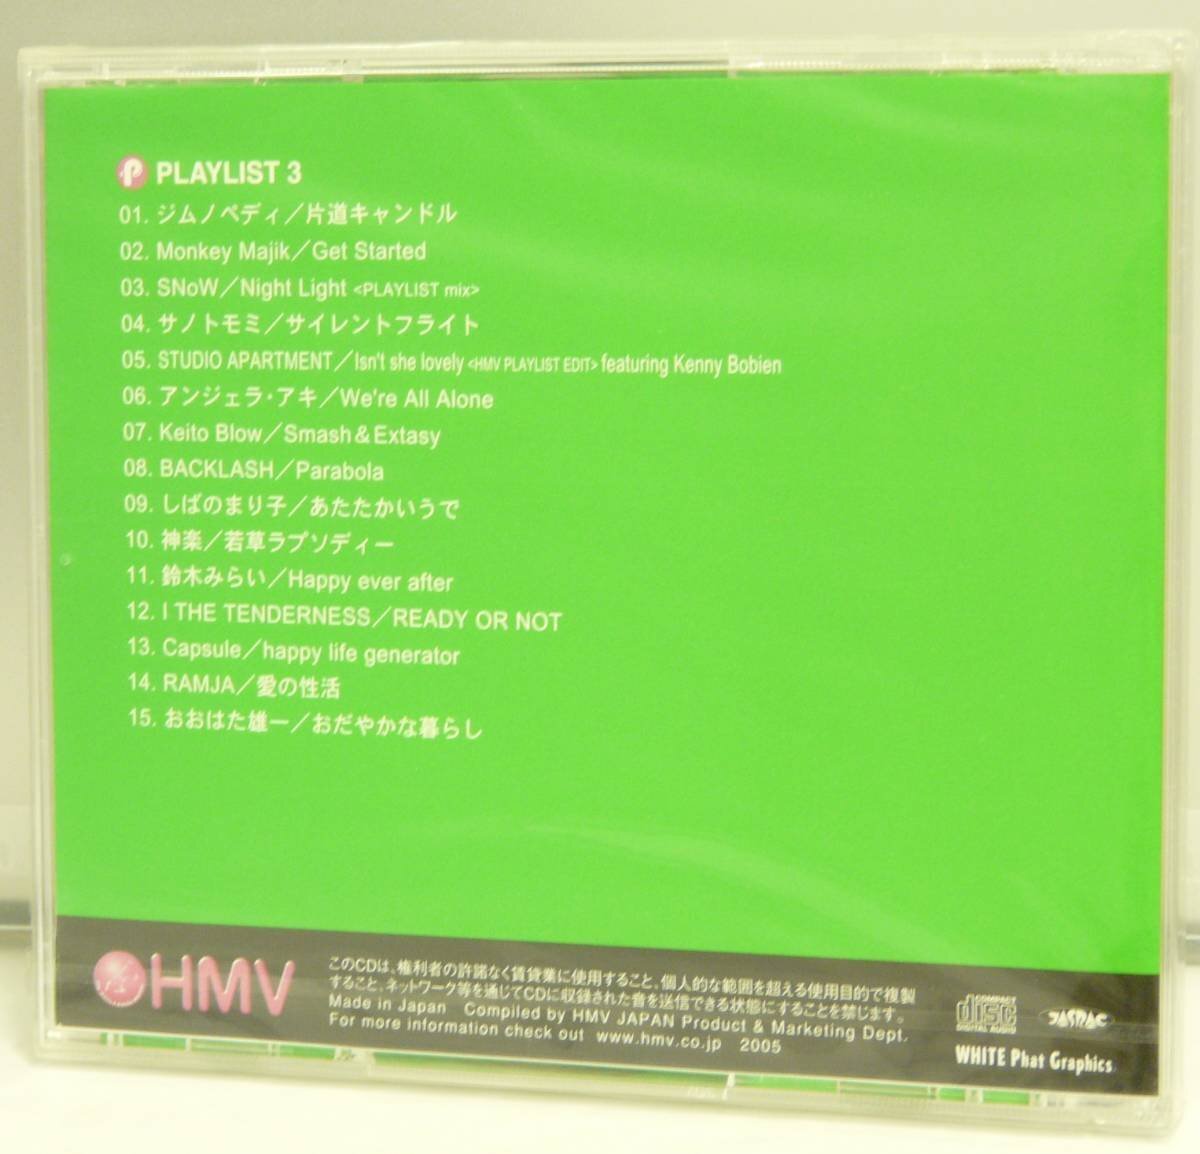 PLAYLIST 3
01. ジムノペディ／片道キャンドル
02. Monkey Majik／Get Started
03. SNoW／Night Light <PLAYLIST mix>
04. サノトモミ／サイレントフライト
05. STUDIO APARTMENT／Isn't she lovely <HMV PLAYLIST EDIT> featuring Kenny Bobien
06. アンジェラ・アキ／We're All Alone
07. Keito Blow／Smash＆Extasy
08. BACKLASH／Parabola
09. しばのまり子／あたたかいうで
10. 神楽／若草ラプソディー
11. 鈴木みらい／Happy ever after
12. I THE TENDERNESS／READY OR NOT
13. Capsule／happy life generator
14. RAMJA／愛の性活
15. おおはた雄一／おだやかな暮らし
HMV
このCDは、権利者の許諾なく賃貸業に使用すること、個人的な範囲を超える使用目的で複製
すること、ネットワーク等を通じてCDに収録された音を送信できる状態にすることを禁じます。
Made in Japan Compiled by HMV JAPAN Product & Marketing Dept.
For more information check out www.hmv.co.jp 2005
COMPACT
disc
DIGITAL AUDIO
JASRAC
WHITE Phat Graphics